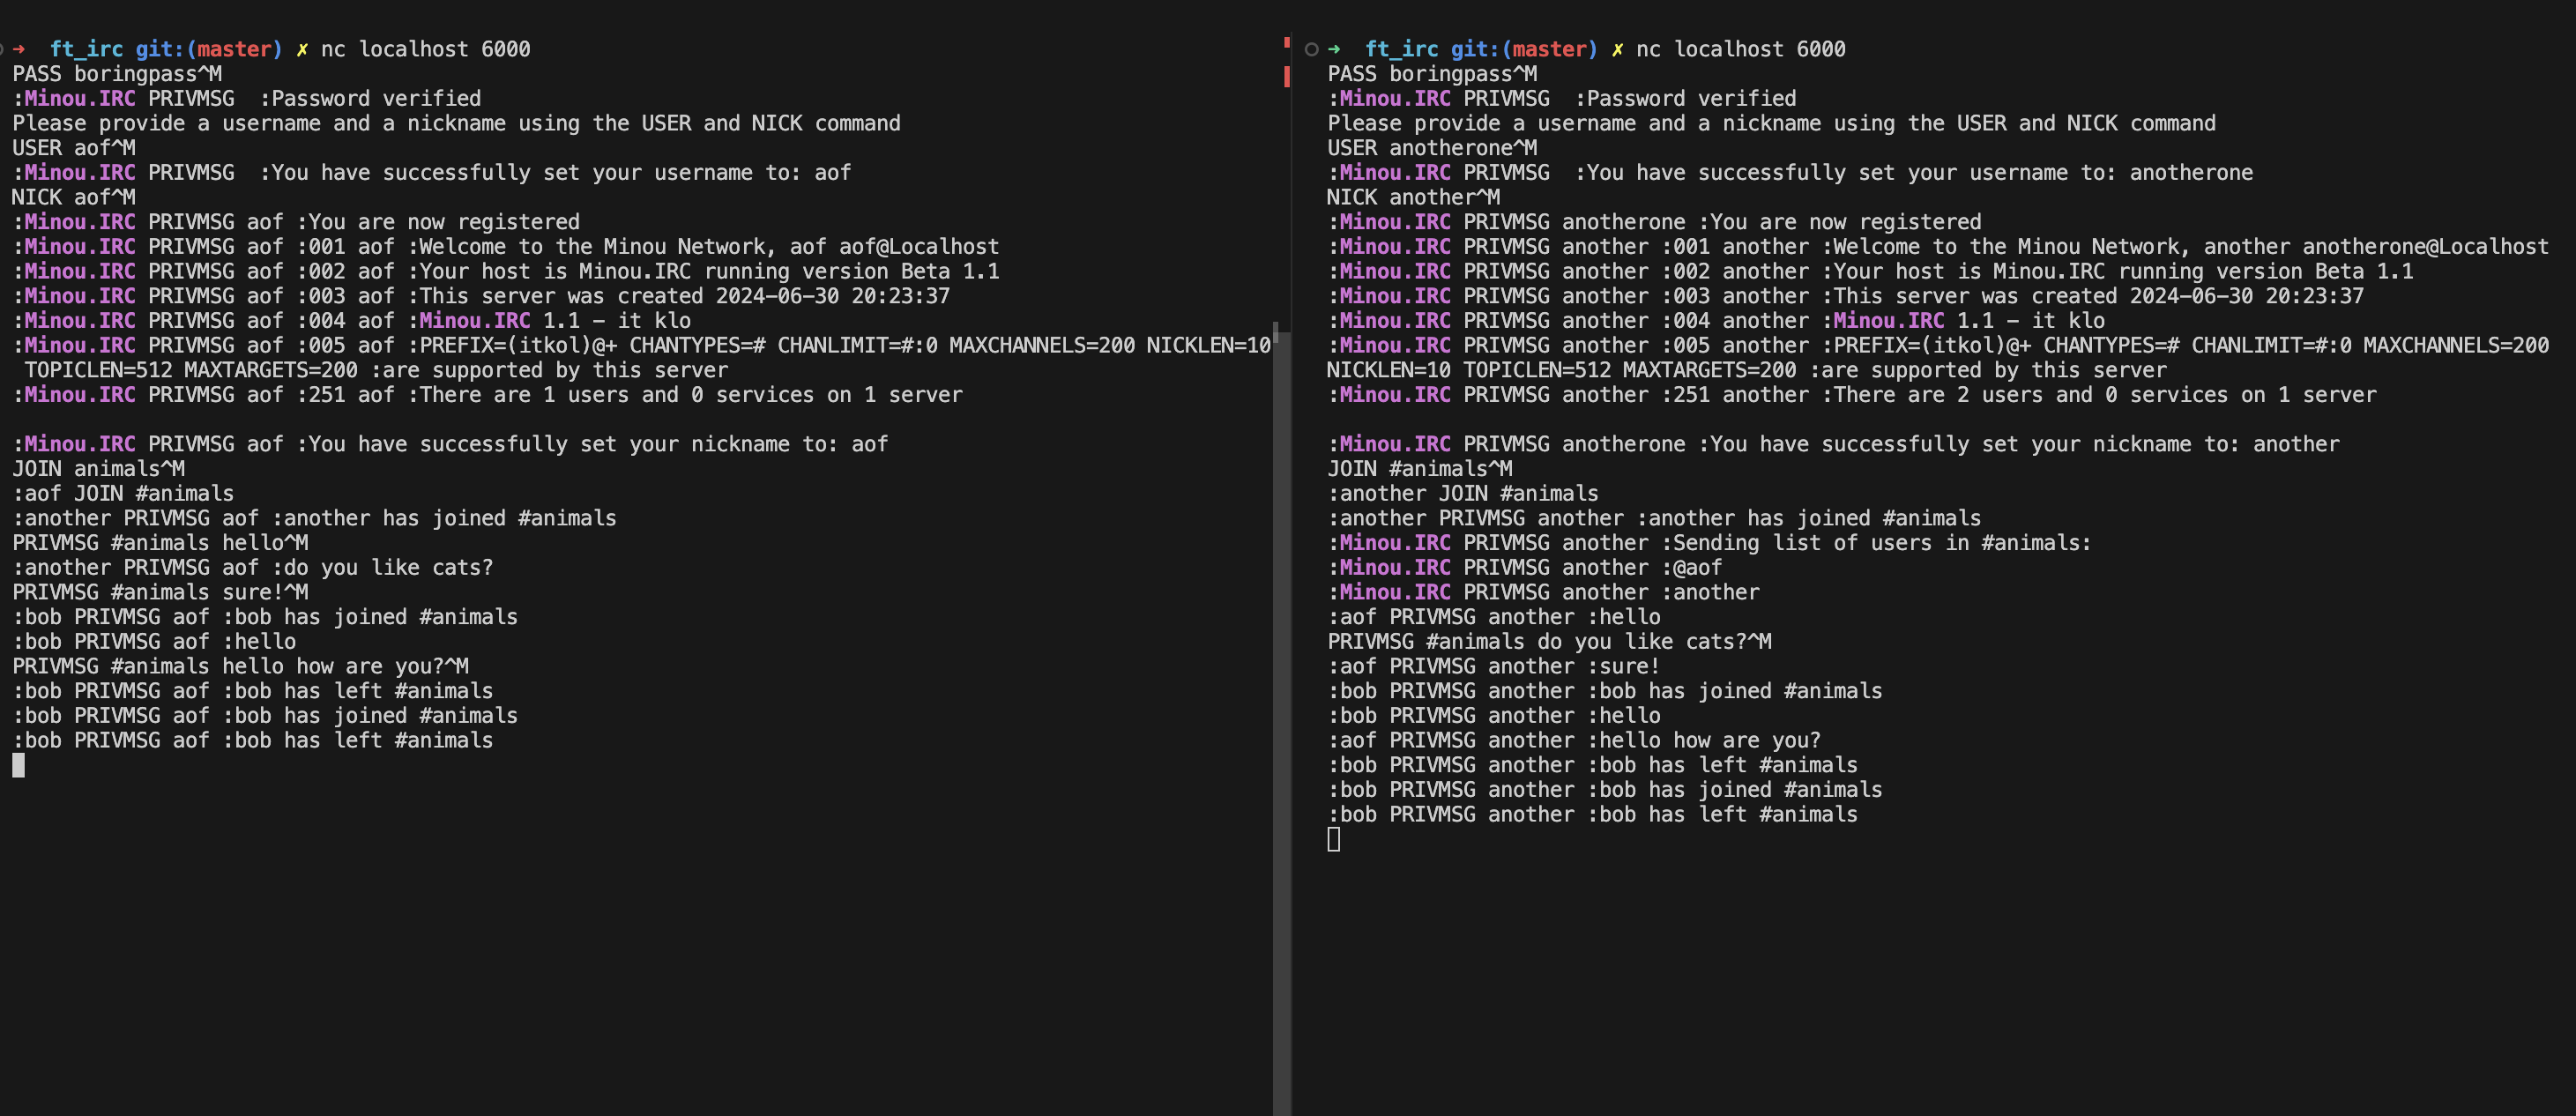 ➜  ft_irc git:(master) ✗ nc localhost 6000
PASS boringpass^M
:Minou.IRC PRIVMSG  :Password verified
Please provide a username and a nickname using the USER and NICK command
USER aof^M
:Minou.IRC PRIVMSG  :You have successfully set your username to: aof
NICK aof^M
:Minou.IRC PRIVMSG aof :You are now registered
:Minou.IRC PRIVMSG aof :001 aof :Welcome to the Minou Network, aof aof@Localhost
:Minou.IRC PRIVMSG aof :002 aof :Your host is Minou.IRC running version Beta 1.1
:Minou.IRC PRIVMSG aof :003 aof :This server was created 2024-06-30 20:23:37
:Minou.IRC PRIVMSG aof :004 aof :Minou.IRC 1.1 - it klo
:Minou.IRC PRIVMSG aof :005 aof :PREFIX=(itkol)@+ CHANTYPES=# CHANLIMIT=#:0 MAXCHANNELS=200 NICKLEN=10
 TOPICLEN=512 MAXTARGETS=200 :are supported by this server
:Minou.IRC PRIVMSG aof :251 aof :There are 1 users and 0 services on 1 server
:Minou.IRC PRIVMSG aof :You have successfully set your nickname to: aof
JOIN animals^M
:aof JOIN #animals
:another PRIVMSG aof :another has joined #animals
PRIVMSG #animals hello^M
:another PRIVMSG aof :do you like cats?
PRIVMSG #animals sure!^M
:bob PRIVMSG aof :bob has joined #animals
:bob PRIVMSG aof :hello
PRIVMSG #animals hello how are you?^M
:bob PRIVMSG aof :bob has left #animals
:bob PRIVMSG aof :bob has joined #animals
:bob PRIVMSG aof :bob has left #animals
➜  ft_irc git:(master) ✗ nc localhost 6000
PASS boringpass^M
:Minou.IRC PRIVMSG  :Password verified
Please provide a username and a nickname using the USER and NICK command
USER anotherone^M
:Minou.IRC PRIVMSG  :You have successfully set your username to: anotherone
NICK another^M
:Minou.IRC PRIVMSG anotherone :You are now registered
:Minou.IRC PRIVMSG another :001 another :Welcome to the Minou Network, another anotherone@Localhost
:Minou.IRC PRIVMSG another :002 another :Your host is Minou.IRC running version Beta 1.1
:Minou.IRC PRIVMSG another :003 another :This server was created 2024-06-30 20:23:37
:Minou.IRC PRIVMSG another :004 another :Minou.IRC 1.1 - it klo
:Minou.IRC PRIVMSG another :005 another :PREFIX=(itkol)@+ CHANTYPES=# CHANLIMIT=#:0 MAXCHANNELS=200
NICKLEN=10 TOPICLEN=512 MAXTARGETS=200 :are supported by this server
:Minou.IRC PRIVMSG another :251 another :There are 2 users and 0 services on 1 server
:Minou.IRC PRIVMSG anotherone :You have successfully set your nickname to: another
JOIN #animals^M
:another JOIN #animals
:another PRIVMSG another :another has joined #animals
:Minou.IRC PRIVMSG another :Sending list of users in #animals:
:Minou.IRC PRIVMSG another :@aof
:Minou.IRC PRIVMSG another :another
:aof PRIVMSG another :hello
PRIVMSG #animals do you like cats?^M
:aof PRIVMSG another :sure!
:bob PRIVMSG another :bob has joined #animals
:bob PRIVMSG another :hello
:aof PRIVMSG another :hello how are you?
:bob PRIVMSG another :bob has left #animals
:bob PRIVMSG another :bob has joined #animals
:bob PRIVMSG another :bob has left #animals